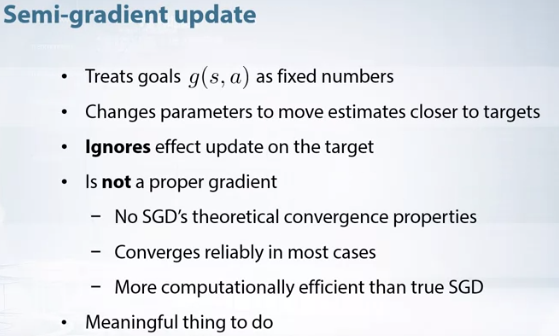 Semi-gradient update
• Treats goals g(s, a) as fixed numbers
• Changes parameters to move estimates closer to targets
• Ignores effect update on the target
• Is not a proper gradient
– No SGD's theoretical convergence properties
– Converges reliably in most cases
– More computationally efficient than true SGD
• Meaningful thing to do